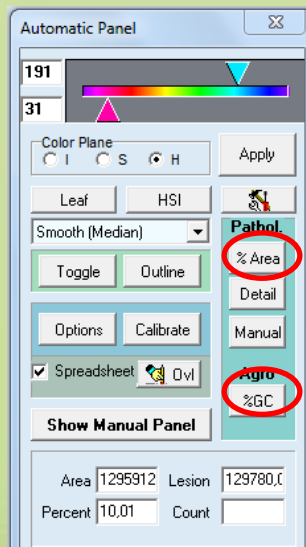 Automatic Panel
191
31
Color Plane
I S H
Apply
Leaf HSI
Smooth (Median)
Pathol.
Toggle Outline
% Area
Detail
Options Calibrate
Manual
Spreadsheet Ovl
Agro
%GC
Show Manual Panel
Area 1295912 Lesion 129780,(
Percent 10,01 Count